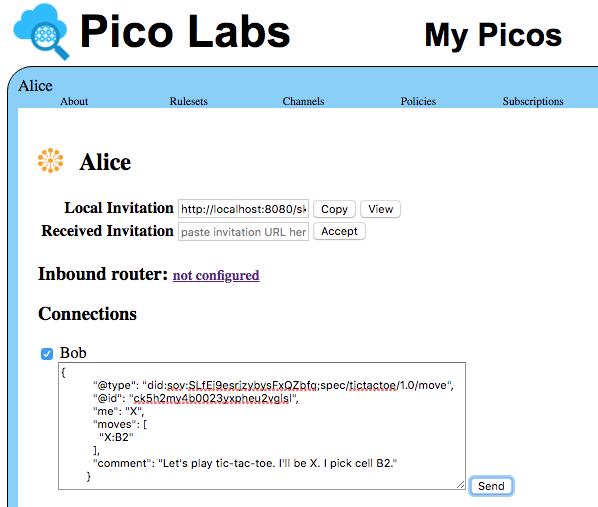 Pico Labs My Picos
Alice
About Rulesets Channels Policies Subscriptions
Alice
Local Invitation http://localhost:8080/sk Copy View
Received Invitation paste invitation URL her Accept
Inbound router: not configured
Connections
Bob
{
"@type": "did:sov:SLfEi9esrjzybysFxQZbfq;spec/tictactoe/1.0/move",
"@id": "ck5h2mv4b0023yxpheu2vglsl",
"me": "X",
"moves": [
"X:B2"
],
"comment": "Let's play tic-tac-toe. I'll be X. I pick cell B2."
}
Send